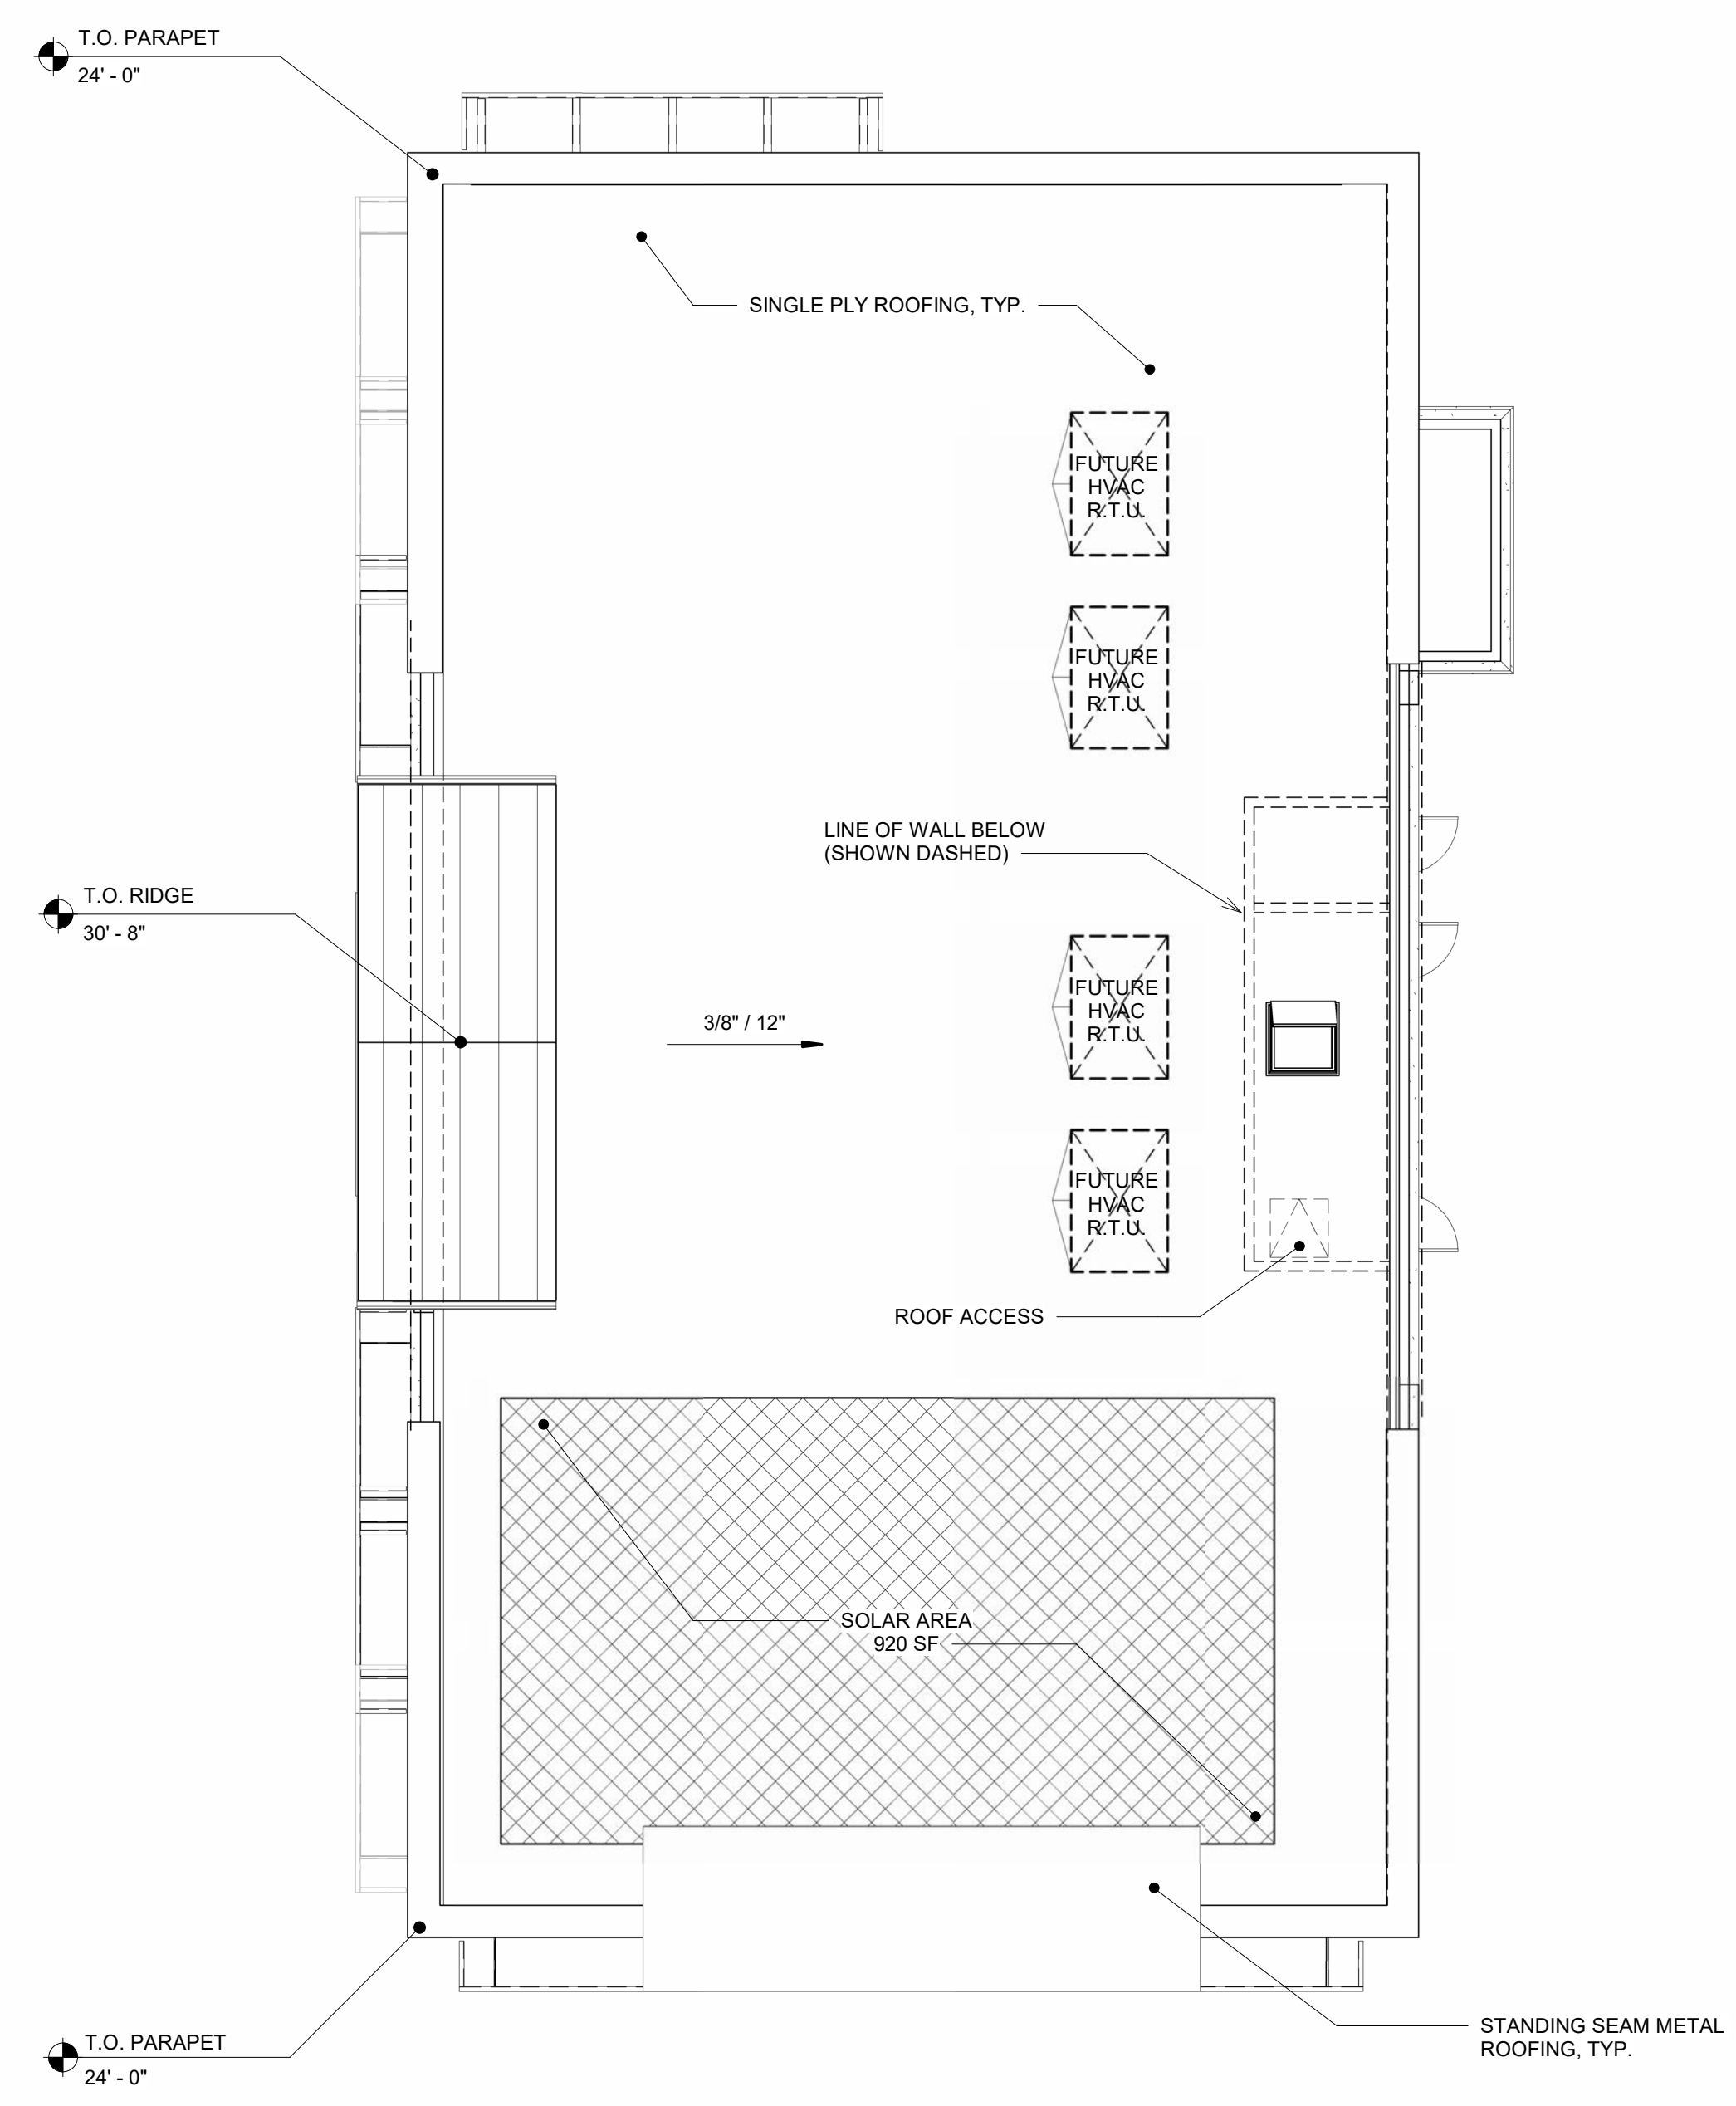 T.O. PARAPET
24' - 0"
SINGLE PLY ROOFING, TYP.
FUTURE
HVAC
R.T.U.
FUTURE
HVAC
R.T.U.
LINE OF WALL BELOW
(SHOWN DASHED)
T.O. RIDGE
30' - 8"
FUTURE
HVAC
R.T.U.
3/8" / 12"
FUTURE
HVAC
R.T.U.
ROOF ACCESS
SOLAR AREA
920 SF
STANDING SEAM METAL
ROOFING, TYP.
T.O. PARAPET
24' - 0"